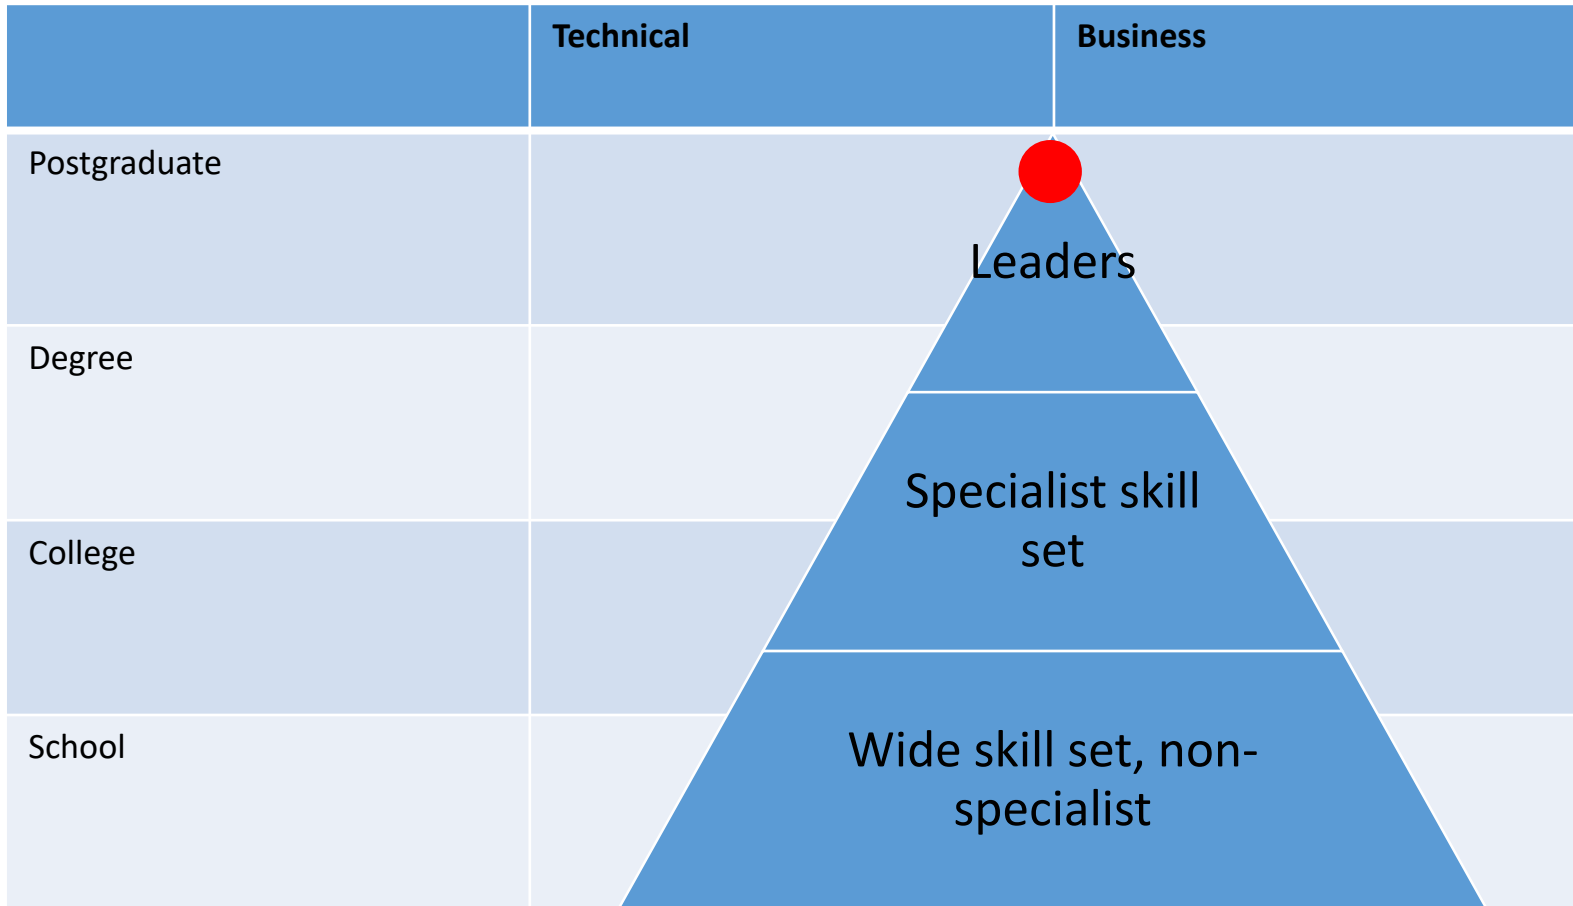 Technical
Business
Postgraduate
Leaders
Degree
Specialist skill
set
College
School
Wide skill set, non-
specialist